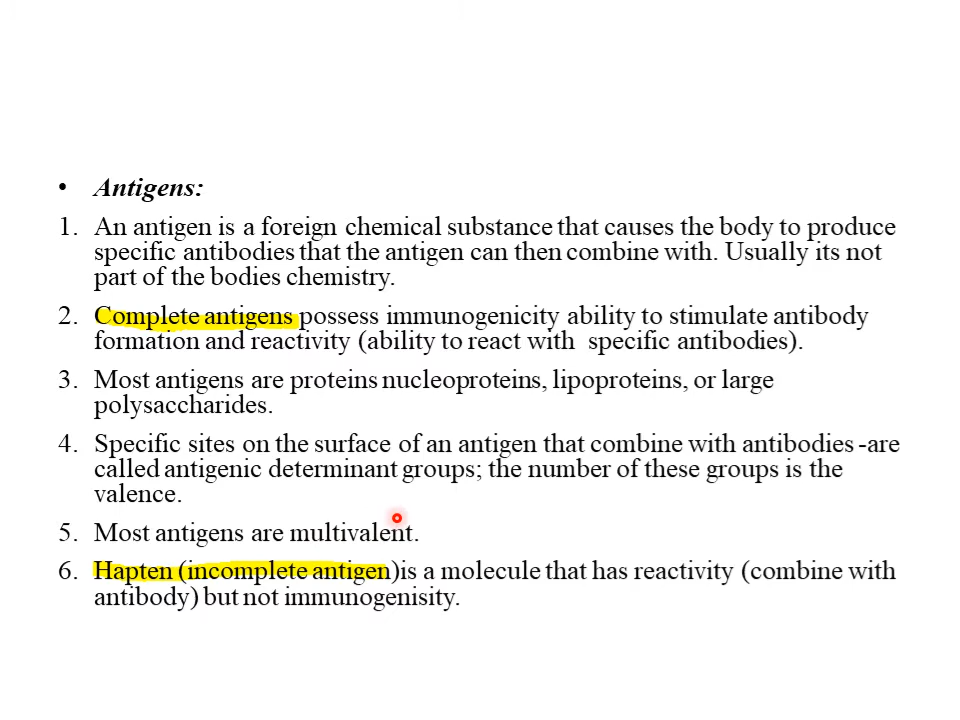 • Antigens:
1. An antigen is a foreign chemical substance that causes the body to produce
specific antibodies that the antigen can then combine with. Usually its not
part of the bodies chemistry.
2. Complete antigens possess immunogenicity ability to stimulate antibody
formation and reactivity (ability to react with specific antibodies).
3. Most antigens are proteins nucleoproteins, lipoproteins, or large
polysaccharides.
4. Specific sites on the surface of an antigen that combine with antibodies -are
called antigenic determinant groups; the number of these groups is the
valence.
5. Most antigens are multivalent.
6. Hapten (incomplete antigen)is a molecule that has reactivity (combine with
antibody) but not immunogenisity.